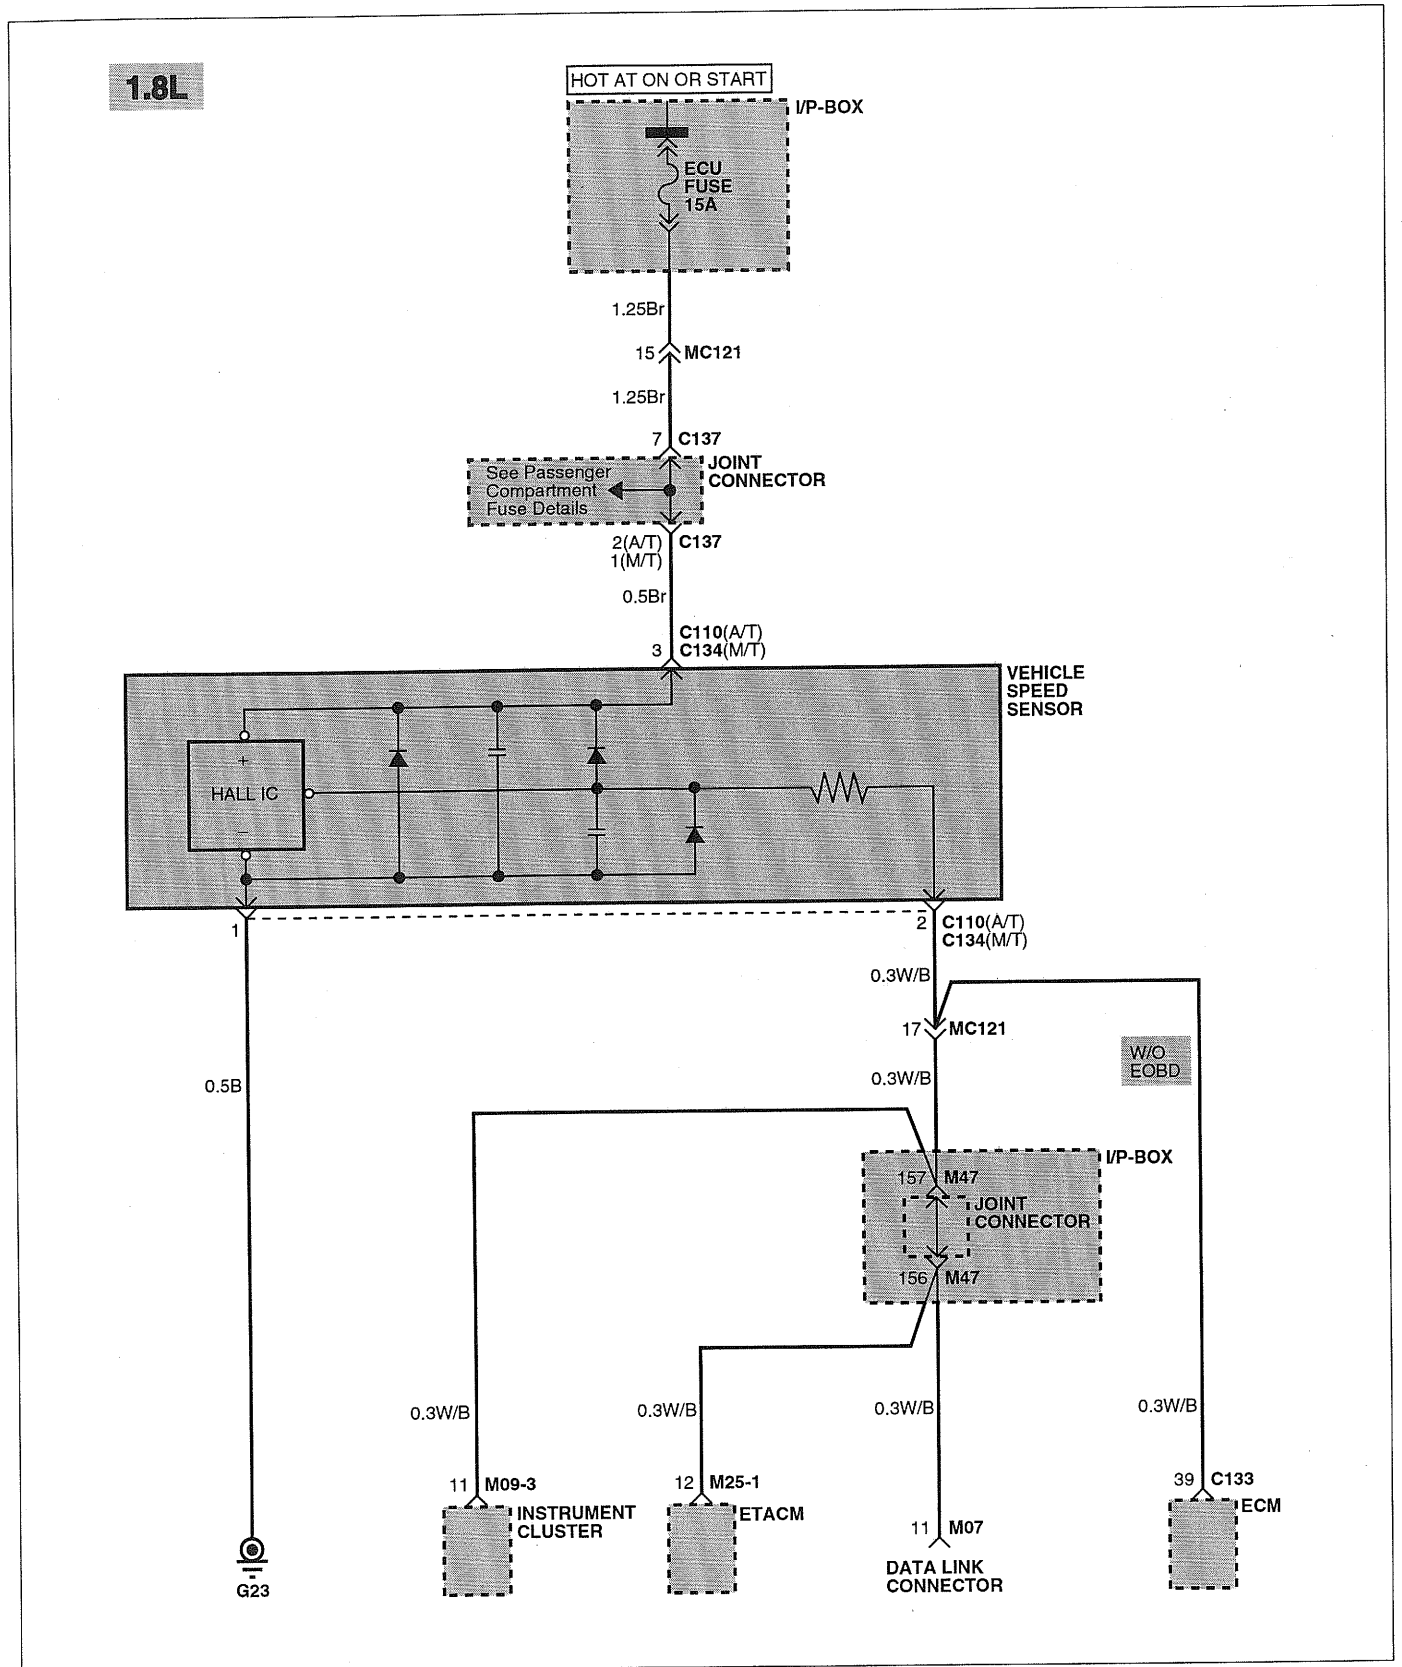 1.8L
HOT AT ON OR START
I/P-BOX
ECU
FUSE
15A
1.25Br
15 MC121
1.25Br
7 C137
JOINT
CONNECTOR
See Passenger
Compartment
Fuse Details
2(A/T) C137
1(M/T)
0.5Br
C110(A/T)
3 C134(M/T)
VEHICLE
SPEED
SENSOR
+
HALL IC
−
1
2 C110(A/T)
C134(M/T)
0.3W/B
17 MC121
W/O
EOBD
0.3W/B
0.5B
I/P-BOX
157 M47
JOINT
CONNECTOR
156 M47
0.3W/B
0.3W/B
0.3W/B
0.3W/B
11 M09-3
INSTRUMENT
CLUSTER
12 M25-1
ETACM
11 M07
DATA LINK
CONNECTOR
39 C133
ECM
G23